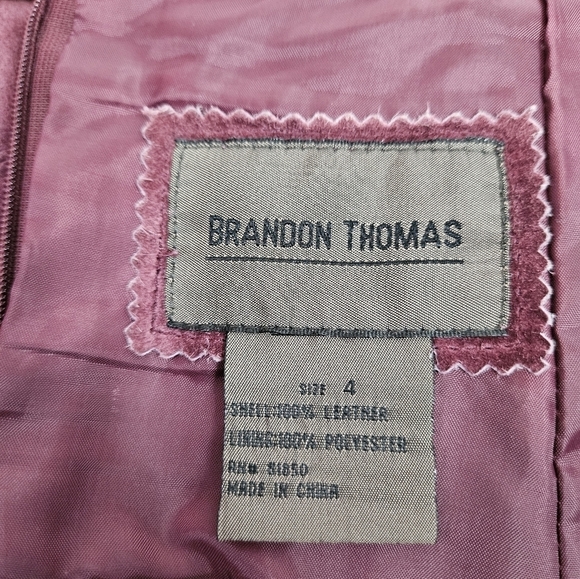 BRANDON THOMAS
SIZE 4
SHELL:100% LEATHER
LINING:100% POLYESTER
RN# 81850
MADE IN CHINA